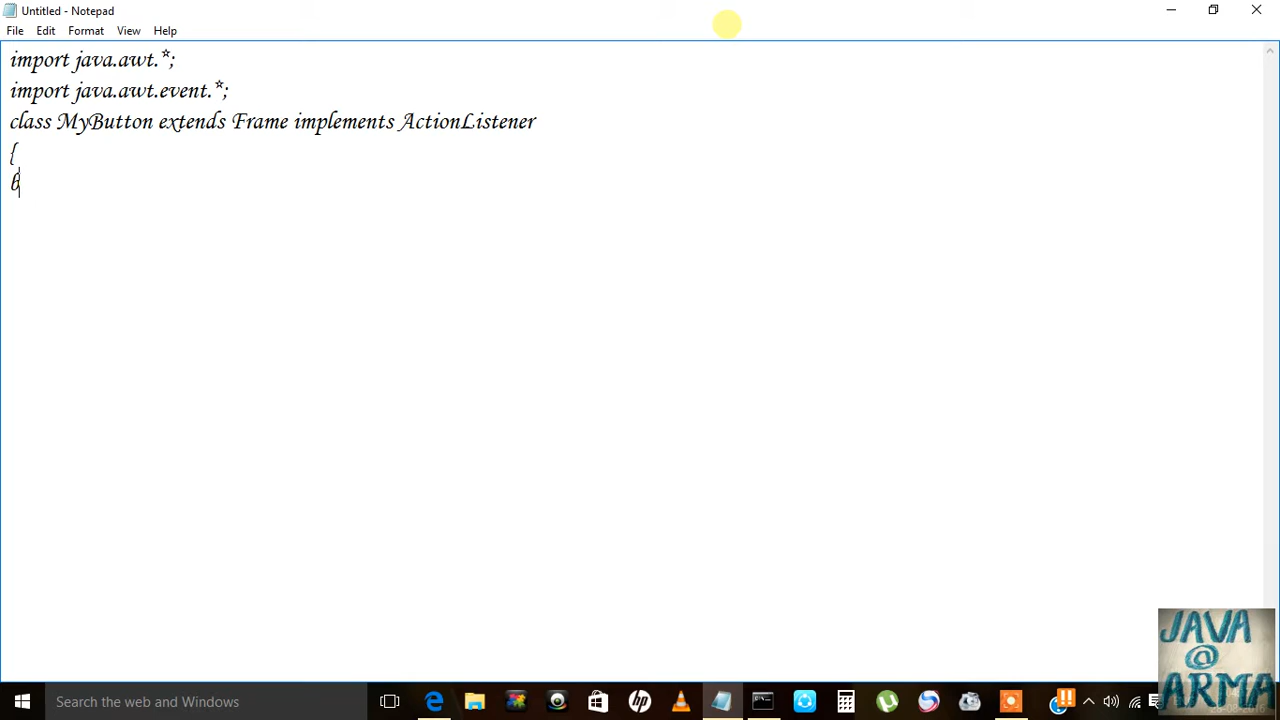 Untitled - Notepad
File Edit Format View Help
import java.awt.*;
import java.awt.event.*;
class MyButton extends Frame implements ActionListener
{
b
Search the web and Windows
hp
JAVA
@
ARMA